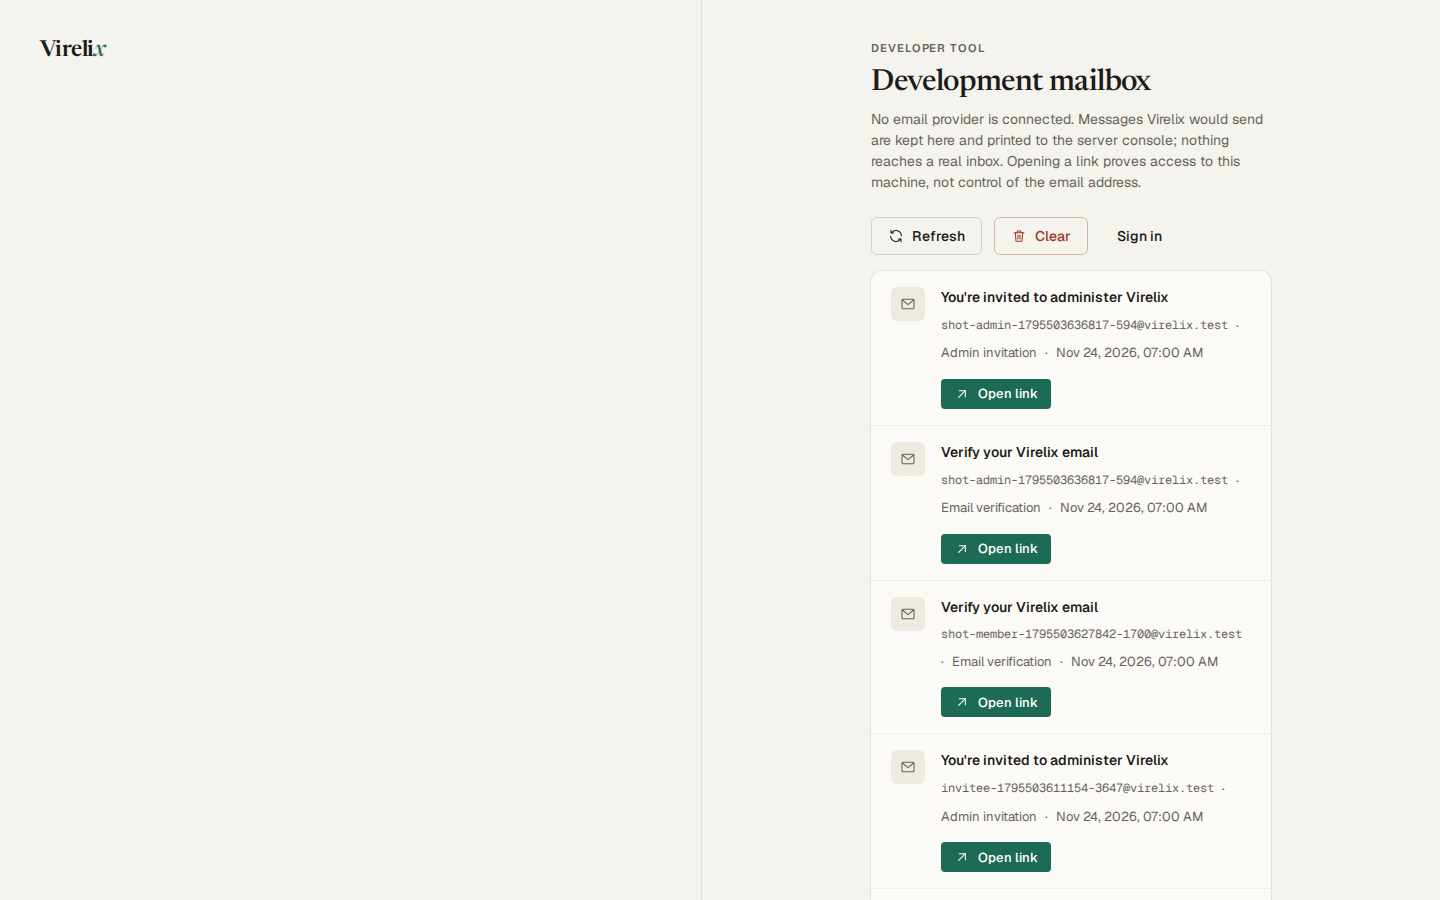 Virelix
DEVELOPER TOOL
Development mailbox
No email provider is connected. Messages Virelix would send
are kept here and printed to the server console; nothing
reaches a real inbox. Opening a link proves access to this
machine, not control of the email address.
Refresh
Clear
Sign in
You're invited to administer Virelix
shot-admin-1795503636817-594@virelix.test ·
Admin invitation · Nov 24, 2026, 07:00 AM
Open link
Verify your Virelix email
shot-admin-1795503636817-594@virelix.test ·
Email verification · Nov 24, 2026, 07:00 AM
Open link
Verify your Virelix email
shot-member-1795503627842-1700@virelix.test
· Email verification · Nov 24, 2026, 07:00 AM
Open link
You're invited to administer Virelix
invitee-1795503611154-3647@virelix.test ·
Admin invitation · Nov 24, 2026, 07:00 AM
Open link